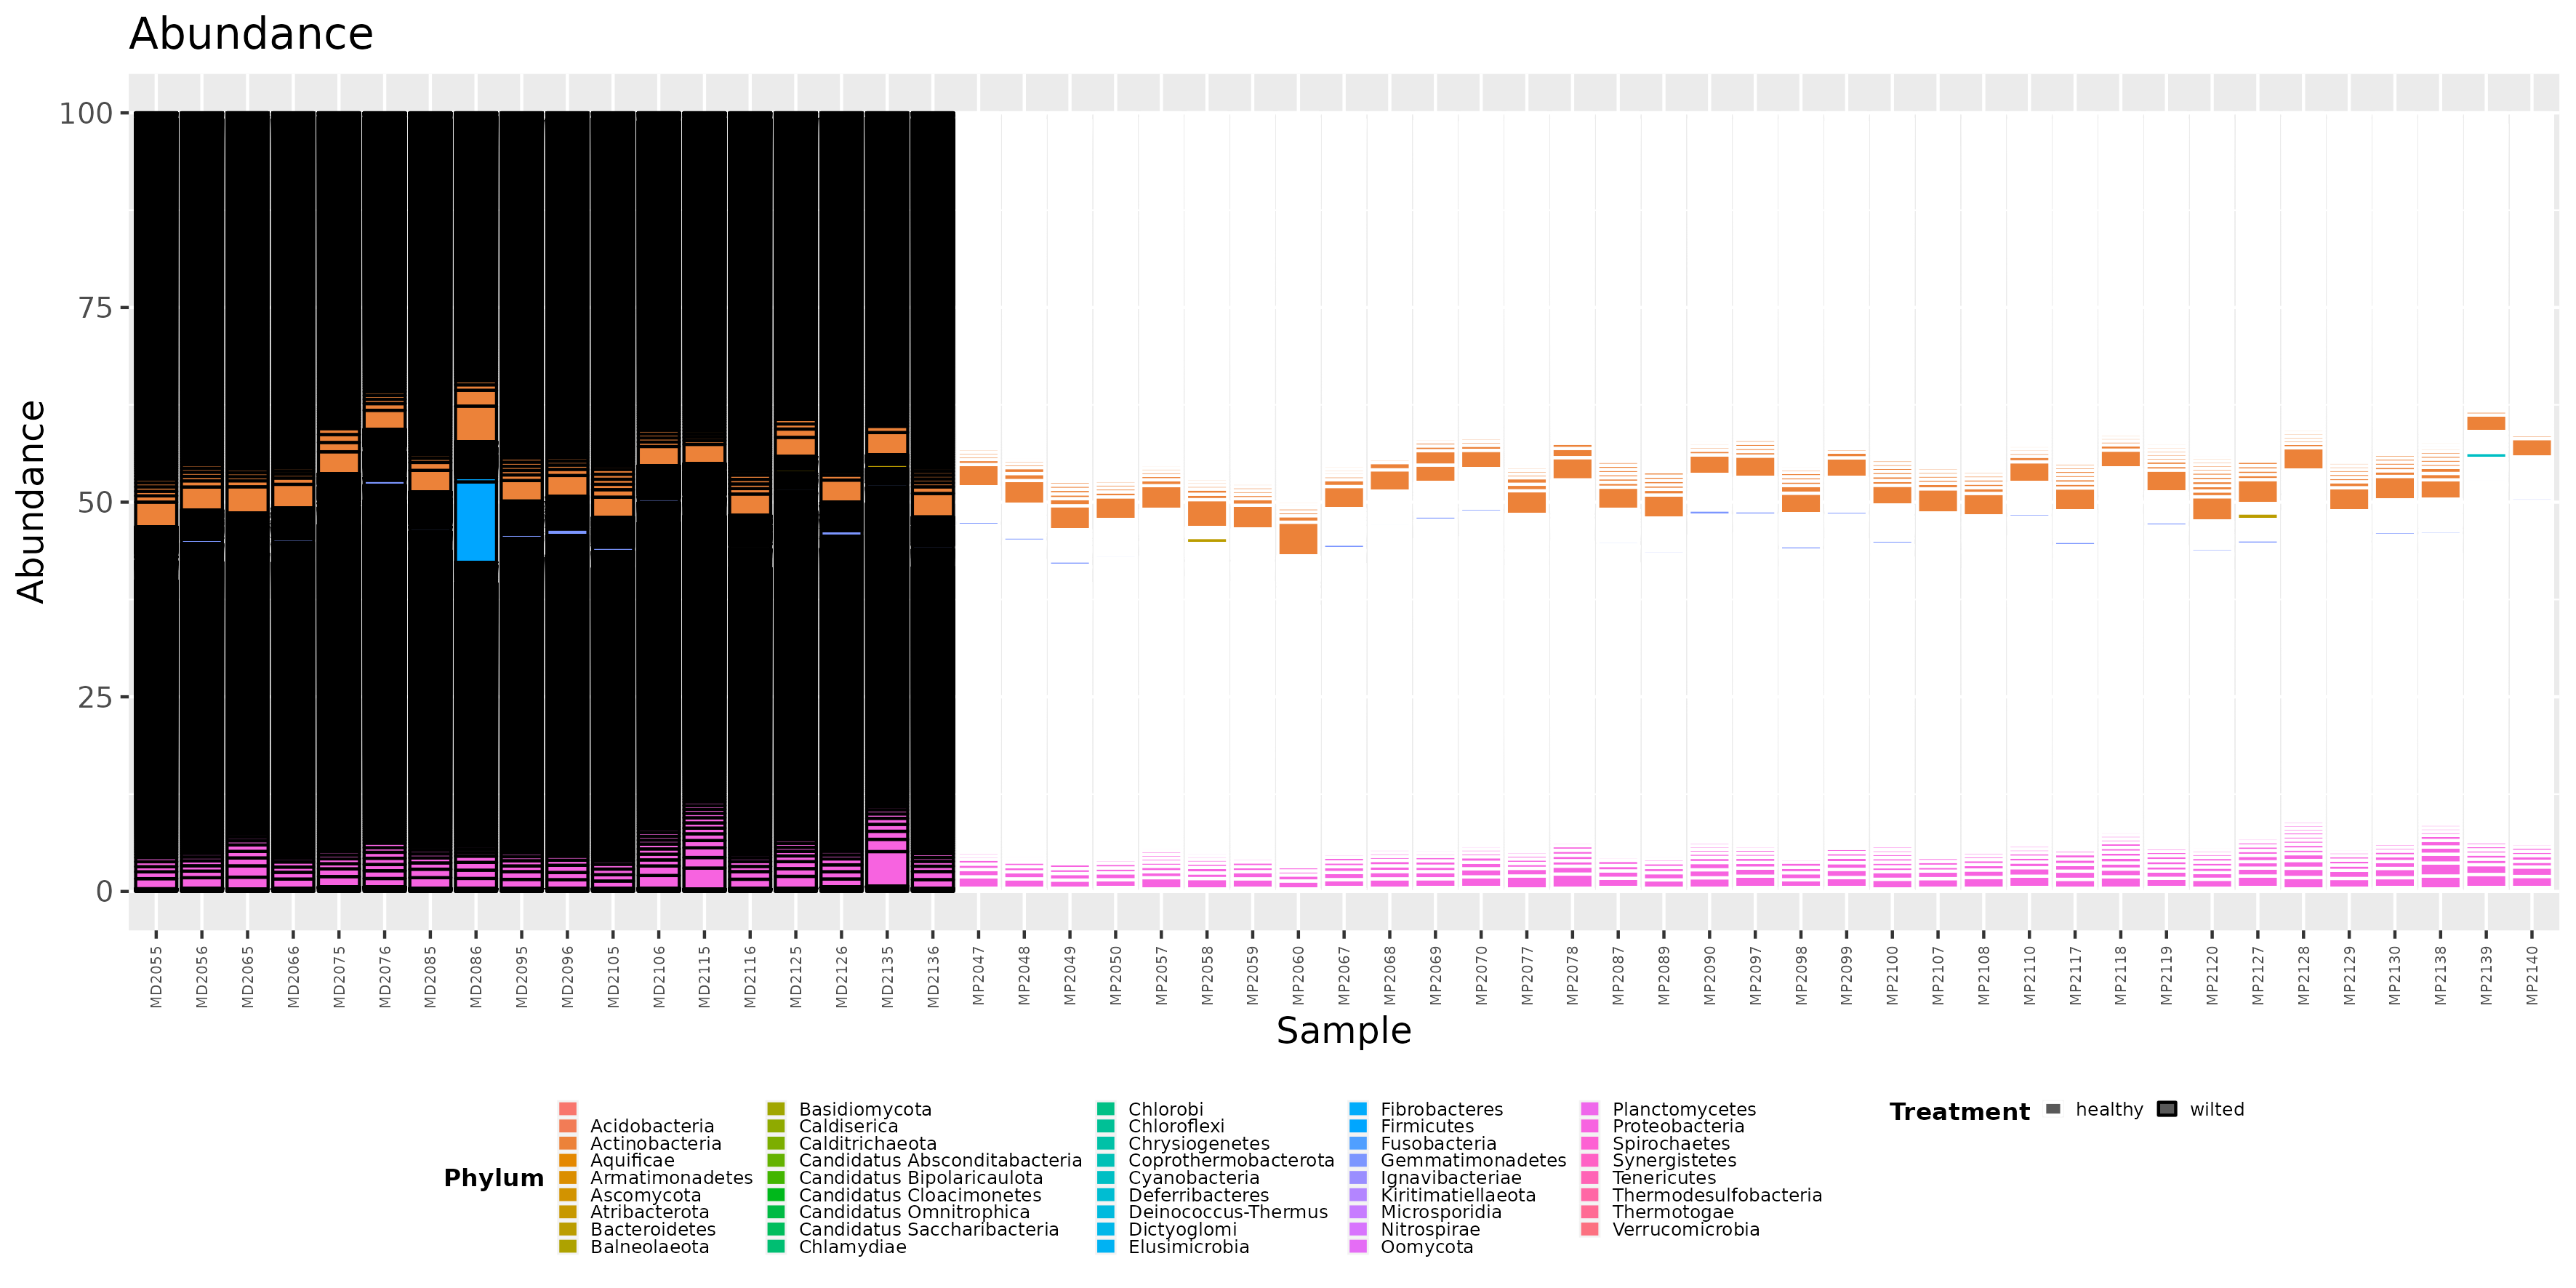 Abundance
Abundance
100
75
50
25
0
MD2055
MD2056
MD2065
MD2066
MD2075
MD2076
MD2085
MD2086
MD2095
MD2096
MD2105
MD2106
MD2115
MD2116
MD2125
MD2126
MD2135
MD2136
MP2047
MP2048
MP2049
MP2050
MP2057
MP2058
MP2059
MP2060
MP2067
MP2068
MP2069
MP2070
MP2077
MP2078
MP2087
MP2089
MP2090
MP2097
MP2098
MP2099
MP2100
MP2107
MP2108
MP2110
MP2117
MP2118
MP2119
MP2120
MP2127
MP2128
MP2129
MP2130
MP2138
MP2139
MP2140
Sample
Phylum
Acidobacteria
Actinobacteria
Aquificae
Armatimonadetes
Ascomycota
Atribacterota
Bacteroidetes
Balneolaeota
Basidiomycota
Caldiserica
Calditrichaeota
Candidatus Absconditabacteria
Candidatus Bipolaricaulota
Candidatus Cloacimonetes
Candidatus Omnitrophica
Candidatus Saccharibacteria
Chlamydiae
Chlorobi
Chloroflexi
Chrysiogenetes
Coprothermobacterota
Cyanobacteria
Deferribacteres
Deinococcus-Thermus
Dictyoglomi
Elusimicrobia
Fibrobacteres
Firmicutes
Fusobacteria
Gemmatimonadetes
Ignavibacteriae
Kiritimatiellaeota
Microsporidia
Nitrospirae
Oomycota
Planctomycetes
Proteobacteria
Spirochaetes
Synergistetes
Tenericutes
Thermodesulfobacteria
Thermotogae
Verrucomicrobia
Treatment
healthy
wilted